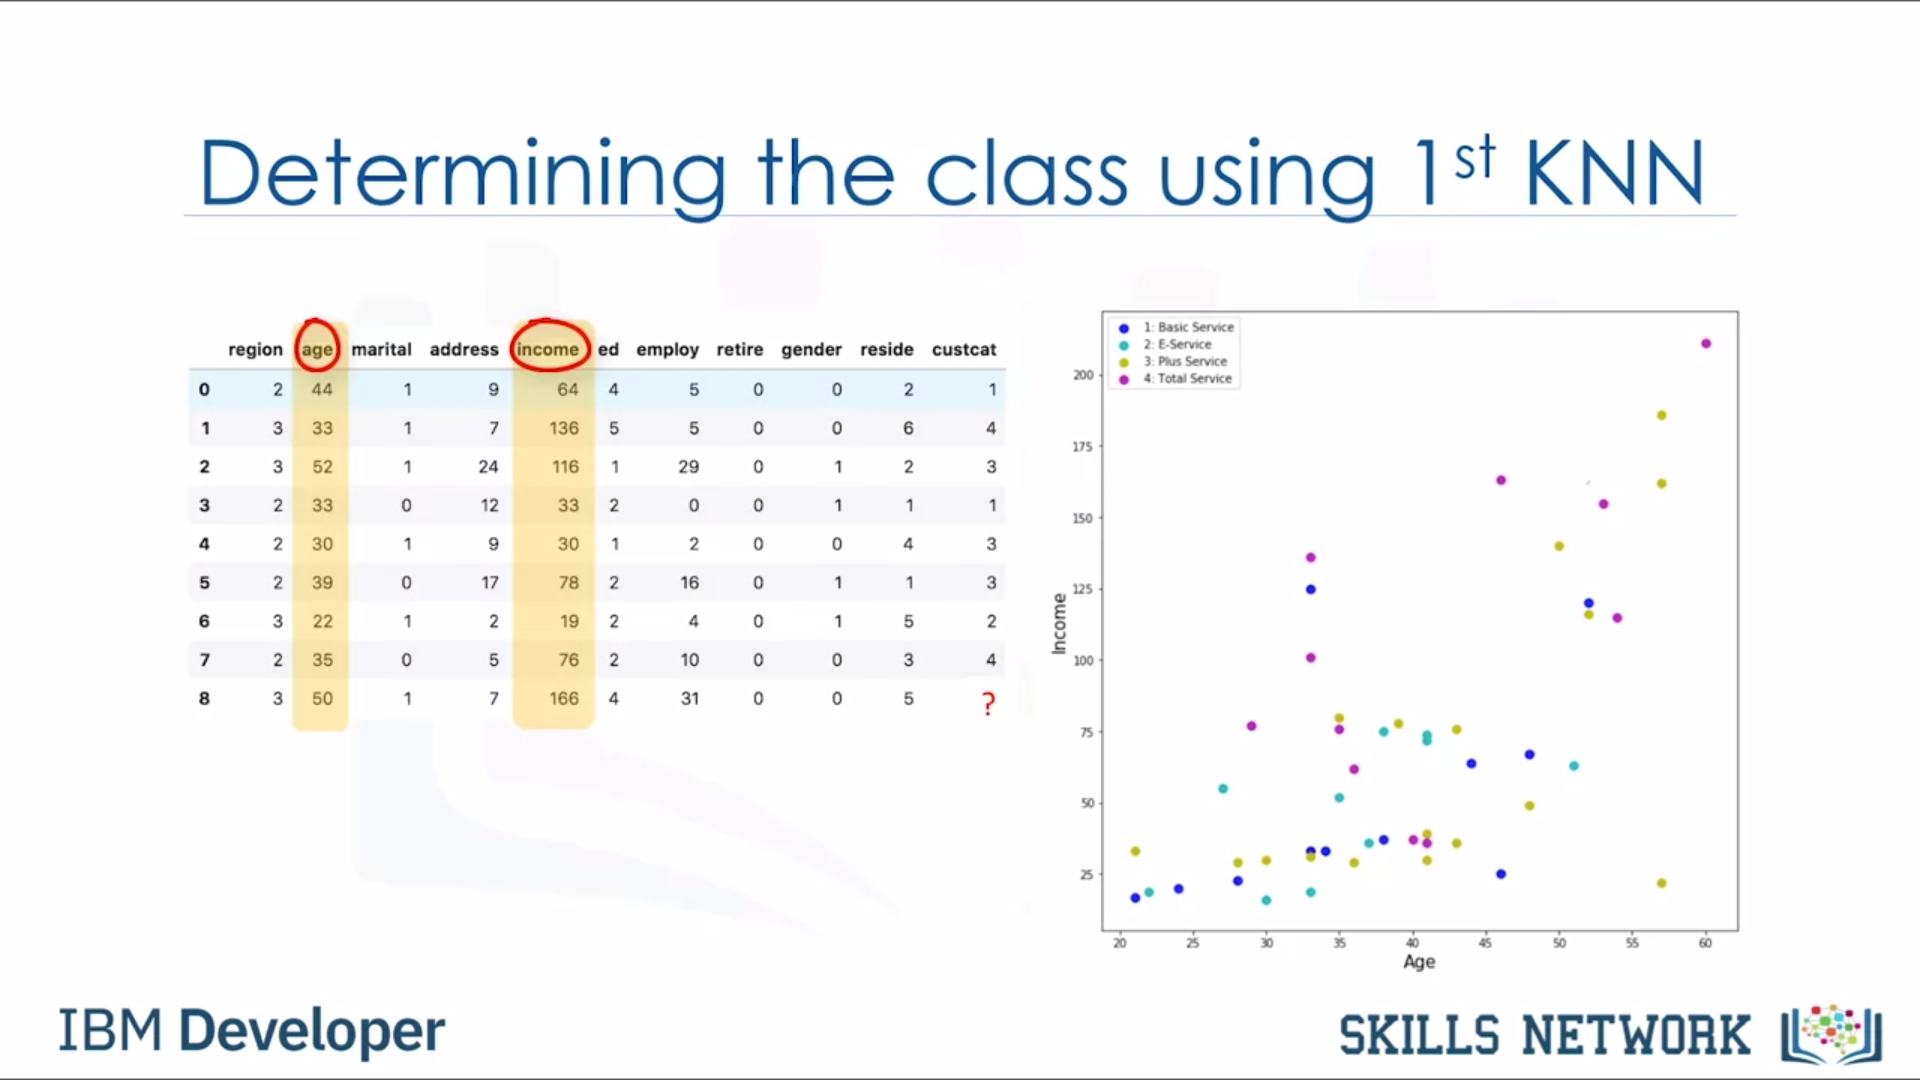 Determining the class using 1st KNN
region age marital address income ed employ retire gender reside custcat
0 2 44 1 9 64 4 5 0 0 2 1
1 3 33 1 7 136 5 5 0 0 6 4
2 3 52 1 24 116 1 29 0 1 2 3
3 2 33 0 12 33 2 0 0 1 1 1
4 2 30 1 9 30 1 2 0 0 4 3
5 2 39 0 17 78 2 16 0 1 1 3
6 3 22 1 2 19 2 4 0 1 5 2
7 2 35 0 5 76 2 10 0 0 3 4
8 3 50 1 7 166 4 31 0 0 5 ?
1: Basic Service
2: E-Service
3: Plus Service
4: Total Service
200
175
150
125
100
75
50
25
Income
20 25 30 35 40 45 50 55 60
Age
IBM Developer
SKILLS NETWORK